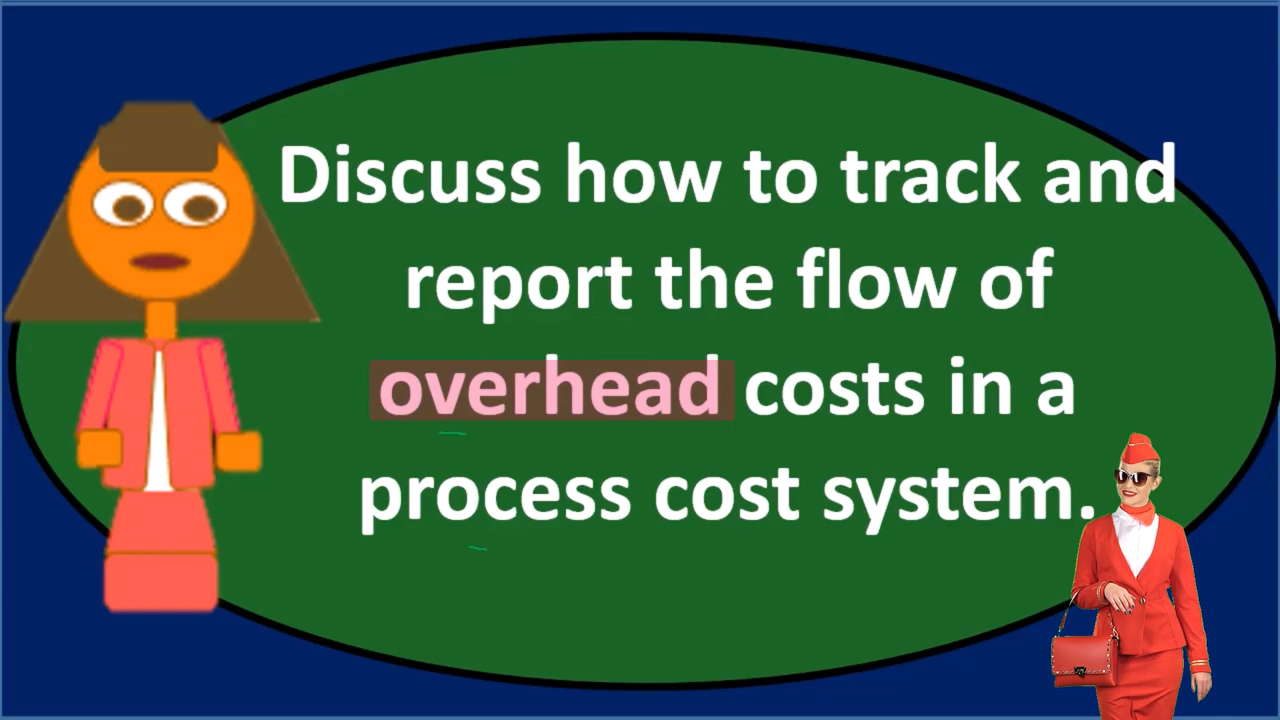 Discuss how to track and
report the flow of
overhead costs in a
process cost system.